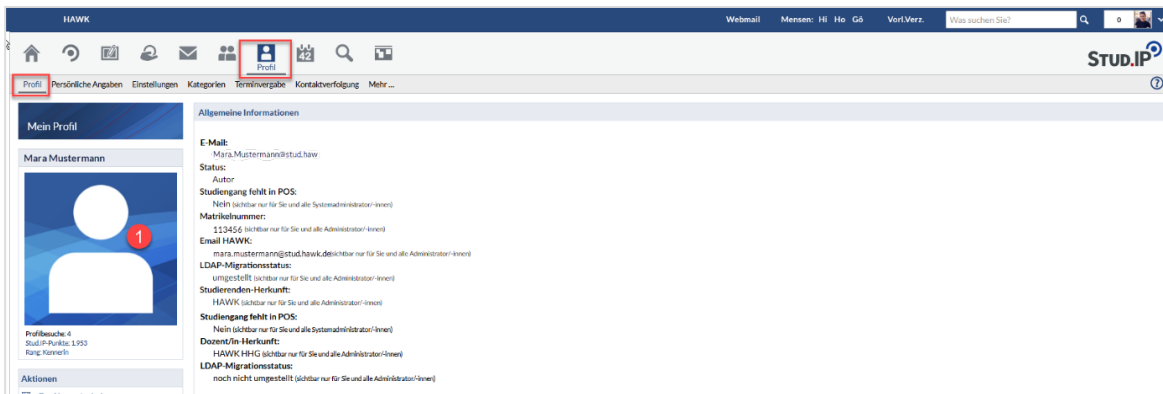 HAWK
Webmail Mensen: Hi Ho Gö Vorl.Verz. Was suchen Sie? 0
42
Profil
STUD.IP
Profil Persönliche Angaben Einstellungen Kategorien Terminvergabe Kontaktverfolgung Mehr ...
Mein Profil
Mara Mustermann
1
Profilbesuche: 4
Stud.IP-Punkte: 1.953
Rang: Kennerin
Aktionen
Allgemeine Informationen
E-Mail:
Mara.Mustermann@stud.haw
Status:
Autor
Studiengang fehlt in POS:
Nein (sichtbar nur für Sie und alle Systemadministrator/-innen)
Matrikelnummer:
113456 (sichtbar nur für Sie und alle Administrator/-innen)
Email HAWK:
mara.mustermann@stud.hawk.de(sichtbar nur für Sie und alle Administrator/-innen)
LDAP-Migrationsstatus:
umgestellt (sichtbar nur für Sie und alle Administrator/-innen)
Studierenden-Herkunft:
HAWK (sichtbar nur für Sie und alle Administrator/-innen)
Studiengang fehlt in POS:
Nein (sichtbar nur für Sie und alle Systemadministrator/-innen)
Dozent/in-Herkunft:
HAWK HHG (sichtbar nur für Sie und alle Administrator/-innen)
LDAP-Migrationsstatus:
noch nicht umgestellt (sichtbar nur für Sie und alle Administrator/-innen)